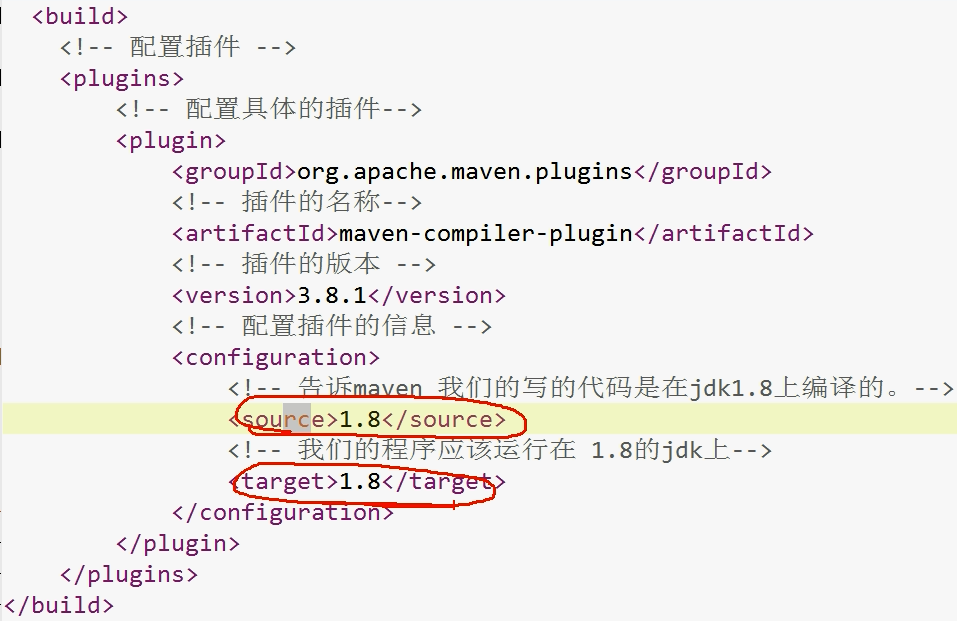 <build>
<!-- 配置插件 -->
<plugins>
<!-- 配置具体的插件-->
<plugin>
<groupId>org.apache.maven.plugins</groupId>
<!-- 插件的名称-->
<artifactId>maven-compiler-plugin</artifactId>
<!-- 插件的版本 -->
<version>3.8.1</version>
<!-- 配置插件的信息 -->
<configuration>
<!-- 告诉maven 我们的写的代码是在jdk1.8上编译的。-->
<source>1.8</source>
<!-- 我们的程序应该运行在 1.8的jdk上-->
<target>1.8</target>
</configuration>
</plugin>
</plugins>
</build>